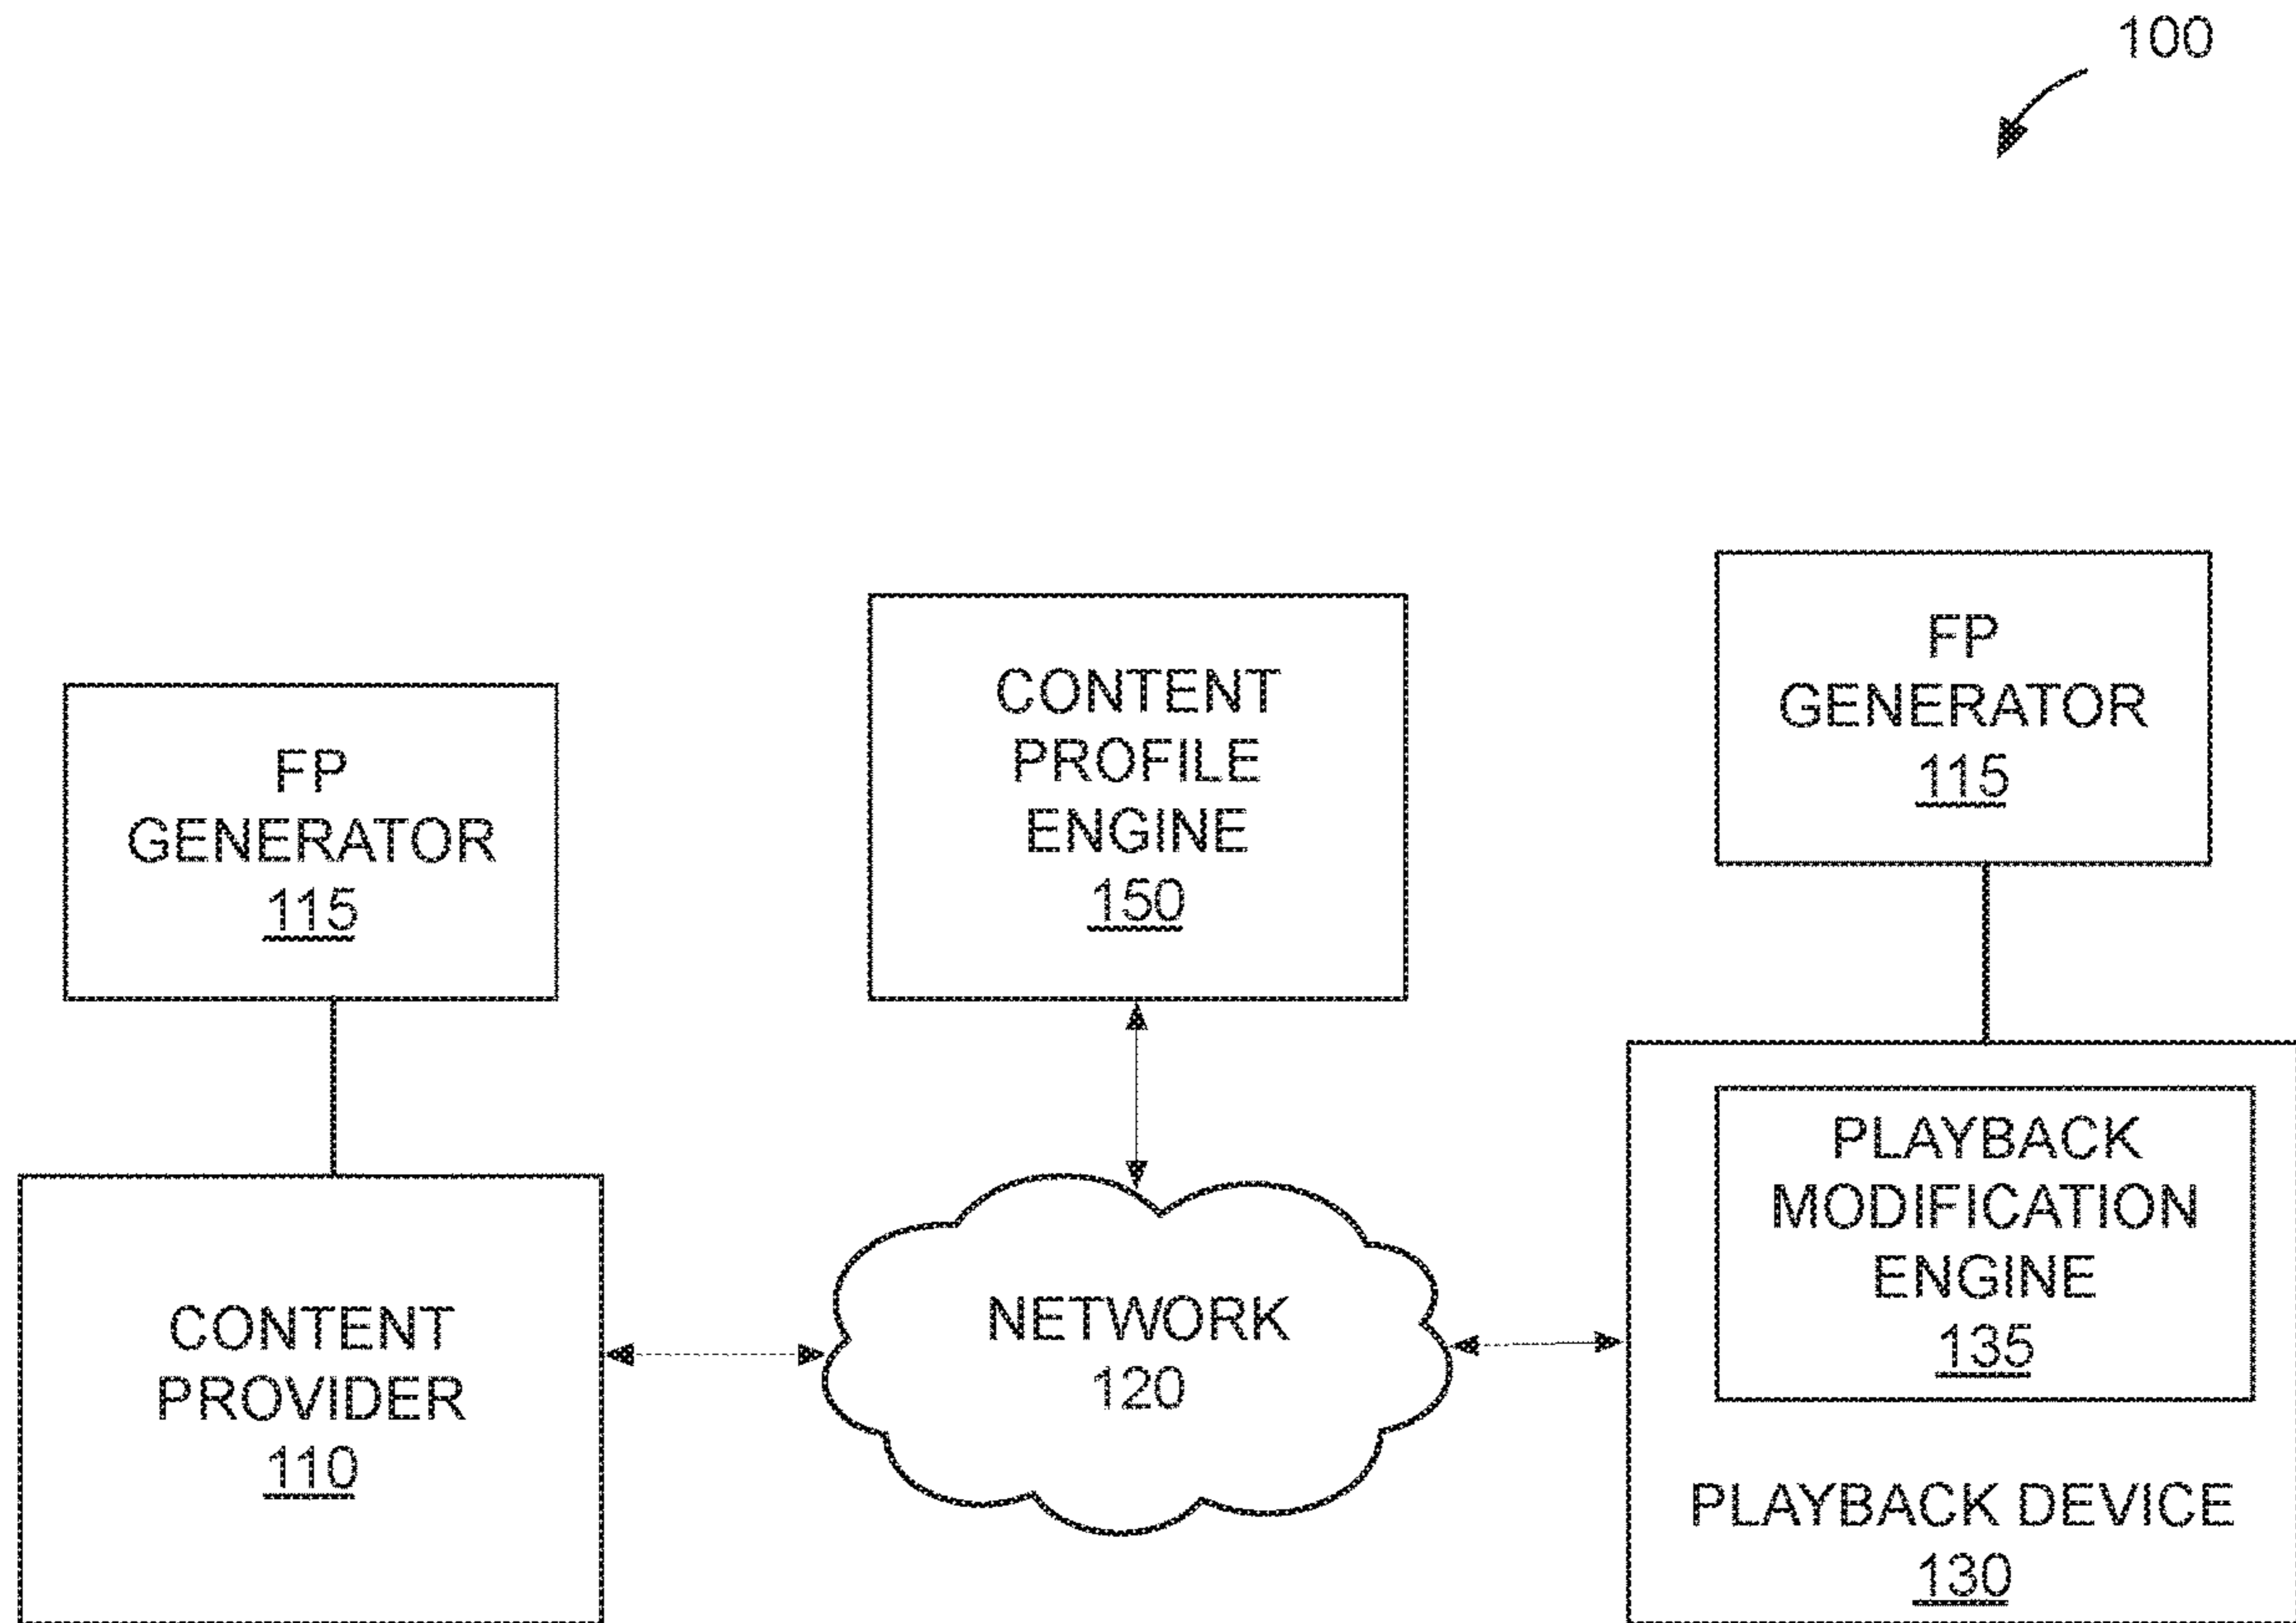 100
FP
GENERATOR
115
CONTENT
PROFILE
ENGINE
150
FP
GENERATOR
115
CONTENT
PROVIDER
110
NETWORK
120
PLAYBACK
MODIFICATION
ENGINE
135
PLAYBACK DEVICE
130